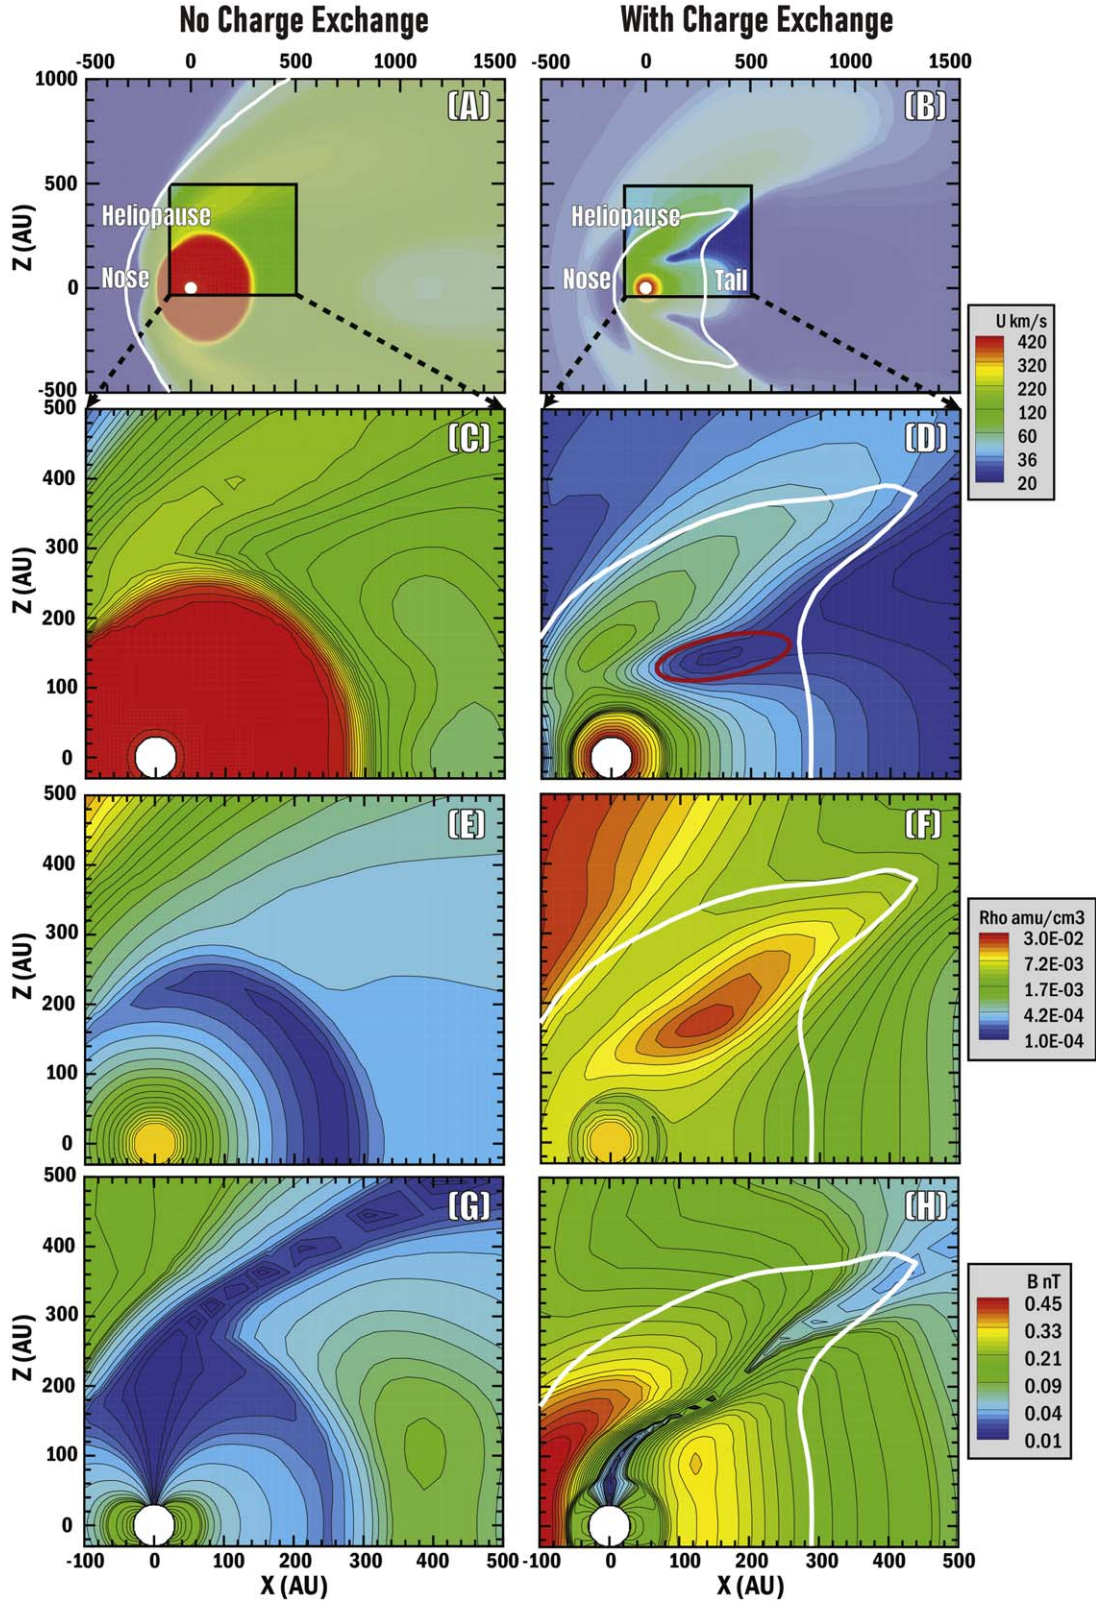 No Charge Exchange
With Charge Exchange
-500 0 500 1000 1500
-500 0 500 1000 1500
1000
500
0
-500
Z (AU)
(A)
Heliopause
Nose
(B)
Heliopause
Nose
Tail
U km/s
420
320
220
120
60
36
20
500
400
300
200
100
0
Z (AU)
(C)
(D)
500
400
300
200
100
0
Z (AU)
(E)
(F)
Rho amu/cm3
3.0E-02
7.2E-03
1.7E-03
4.2E-04
1.0E-04
500
400
300
200
100
0
Z (AU)
(G)
(H)
B nT
0.45
0.33
0.21
0.09
0.04
0.01
-100 0 100 200 300 400 500
-100 0 100 200 300 400 500
X (AU)
X (AU)